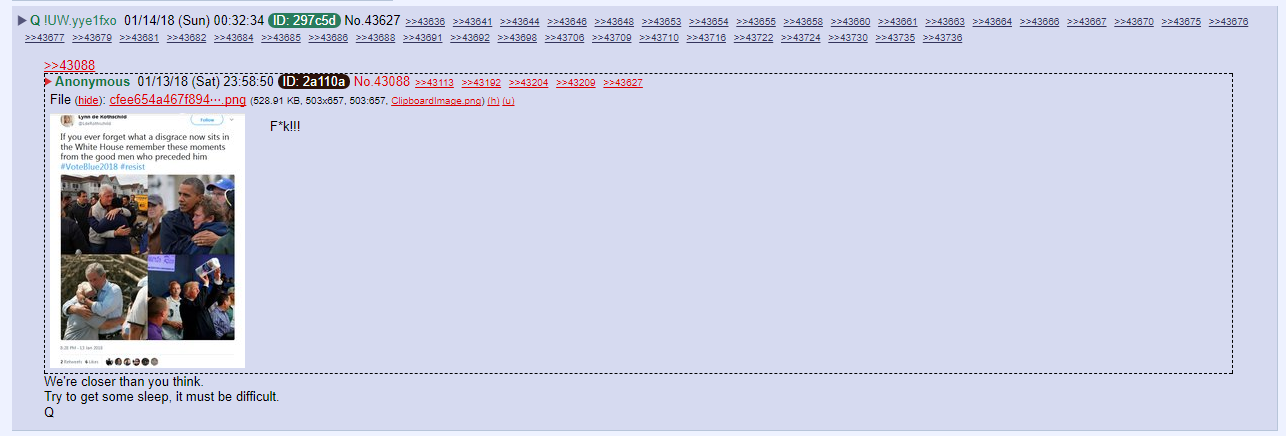 Q !UW.yye1fxo 01/14/18 (Sun) 00:32:34 ID: 297c5d No.43627 >>43636 >>43641 >>43644 >>43646 >>43648 >>43653 >>43654 >>43655 >>43658 >>43660 >>43661 >>43663 >>43664 >>43666 >>43667 >>43670 >>43675 >>43676
>>43677 >>43679 >>43681 >>43682 >>43684 >>43685 >>43686 >>43688 >>43691 >>43692 >>43698 >>43706 >>43709 >>43710 >>43716 >>43722 >>43724 >>43730 >>43735 >>43736
>>43088
Anonymous 01/13/18 (Sat) 23:58:50 ID: 2a110a No.43088 >>43113 >>43192 >>43204 >>43209 >>43627
File (hide): cfee654a467f894⋯.png (528.91 KB, 503x657, 503:657, ClipboardImage.png) (h) (u)
Lynn de Rothschild
Follow
If you ever forget what a disgrace now sits in
the White House remember these moments
from the good men who preceded him
#VoteBlue2018 #resist
2 Retweets 6 Likes
F*k!!!
We're closer than you think.
Try to get some sleep, it must be difficult.
Q